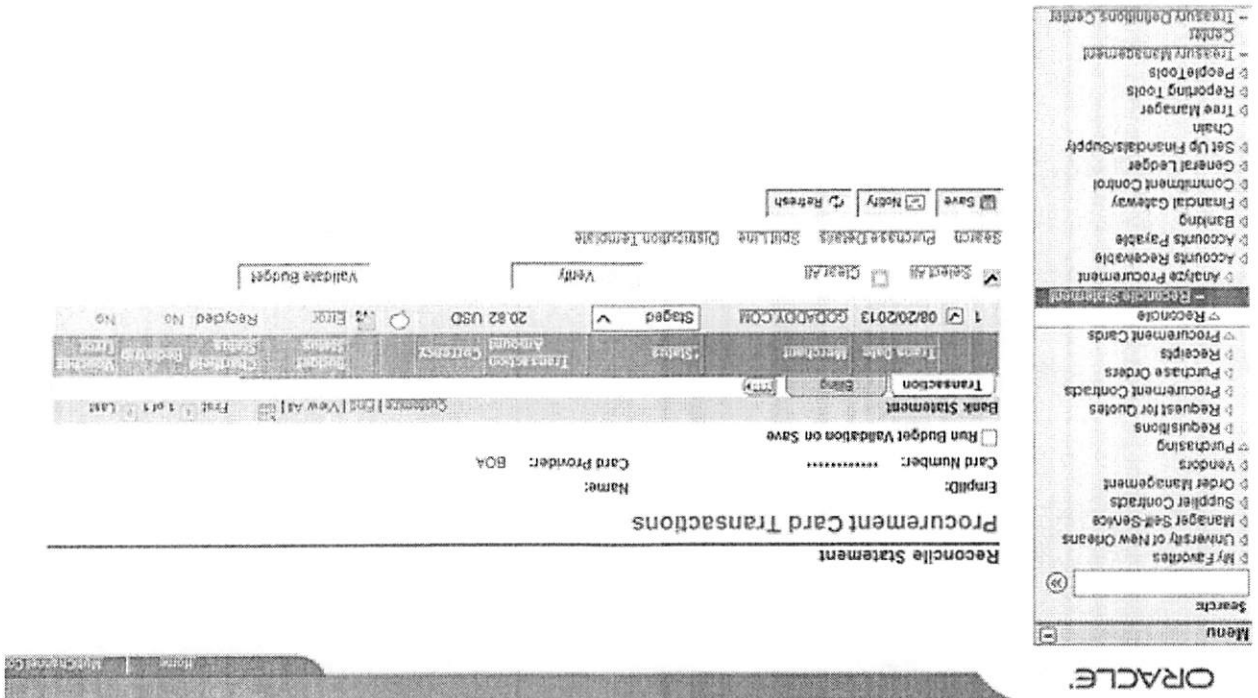 ORACLE
Home
MultiChannel Co
Menu
Search:
My Favorites
University of New Orleans
Manager Self-Service
Supplier Contracts
Order Management
Vendors
Purchasing
Requisitions
Request for Quotes
Procurement Contracts
Purchase Orders
Receipts
Procurement Cards
Reconcile
– Reconcile Statement
Analyze Procurement
Accounts Receivable
Accounts Payable
Banking
Financial Gateway
Commitment Control
General Ledger
Set Up Financials/Supply
Chain
Tree Manager
Reporting Tools
PeopleTools
– Treasury Management
Center
– Treasury Definitions Center
Reconcile Statement
Procurement Card Transactions
EmplID: Name:
Card Number: ************ Card Provider: BOA
Run Budget Validation on Save
Bank Statement Customize | Find | View All | First 1 of 1 Last
Transaction Billing
Trans Date Merchant *Status Transaction Amount Currency Budget Status Chartfield Status Redistrib Voucher Error
1 08/20/2013 GODADDY.COM Staged 20.82 USD Error Recycled No No
Select All Clear All Verify Validate Budget
Search Purchase Details Split Line Distribution Template
Save Notify Refresh